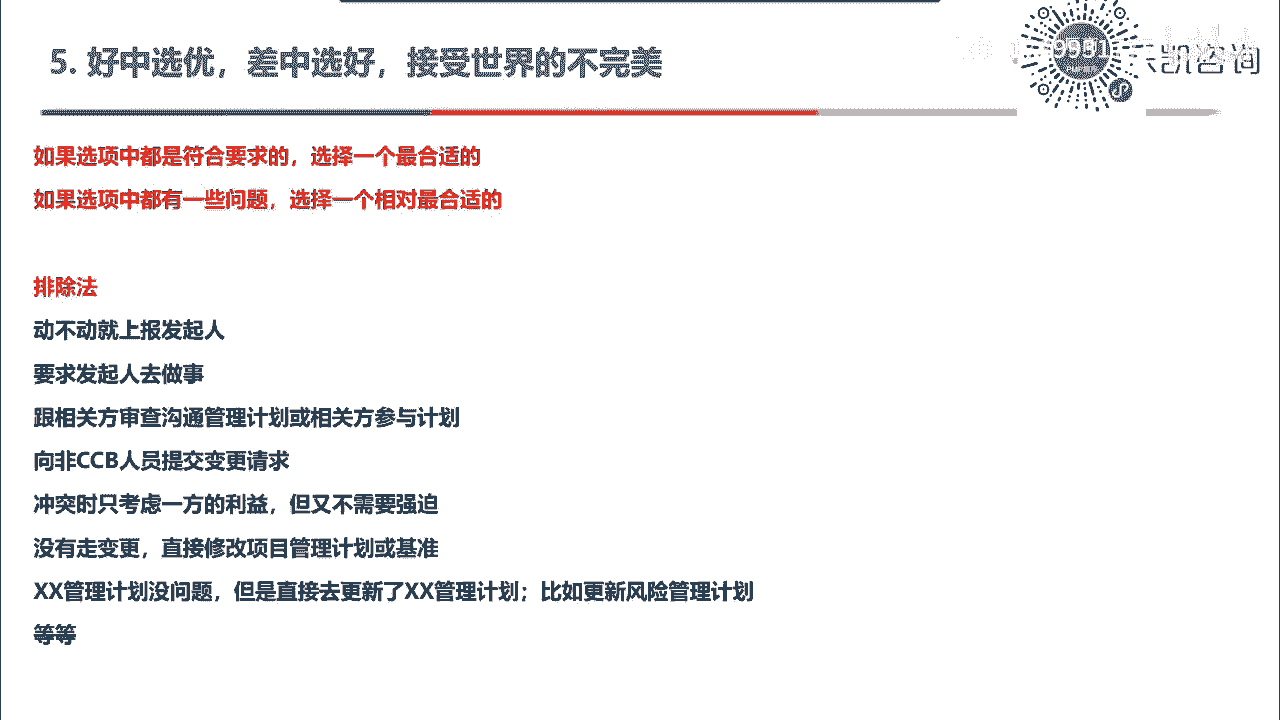 5. 好中选优，差中选好，接受世界的不完美
凯咨询
如果选项中都是符合要求的，选择一个最合适的
如果选项中都有一些问题，选择一个相对最合适的
排除法
动不动就上报发起人
要求发起人去做事
跟相关方审查沟通管理计划或相关方参与计划
向非CCB人员提交变更请求
冲突时只考虑一方的利益，但又不需要强迫
没有走变更，直接修改项目管理计划或基准
XX管理计划没问题，但是直接去更新了XX管理计划；比如更新风险管理计划
等等